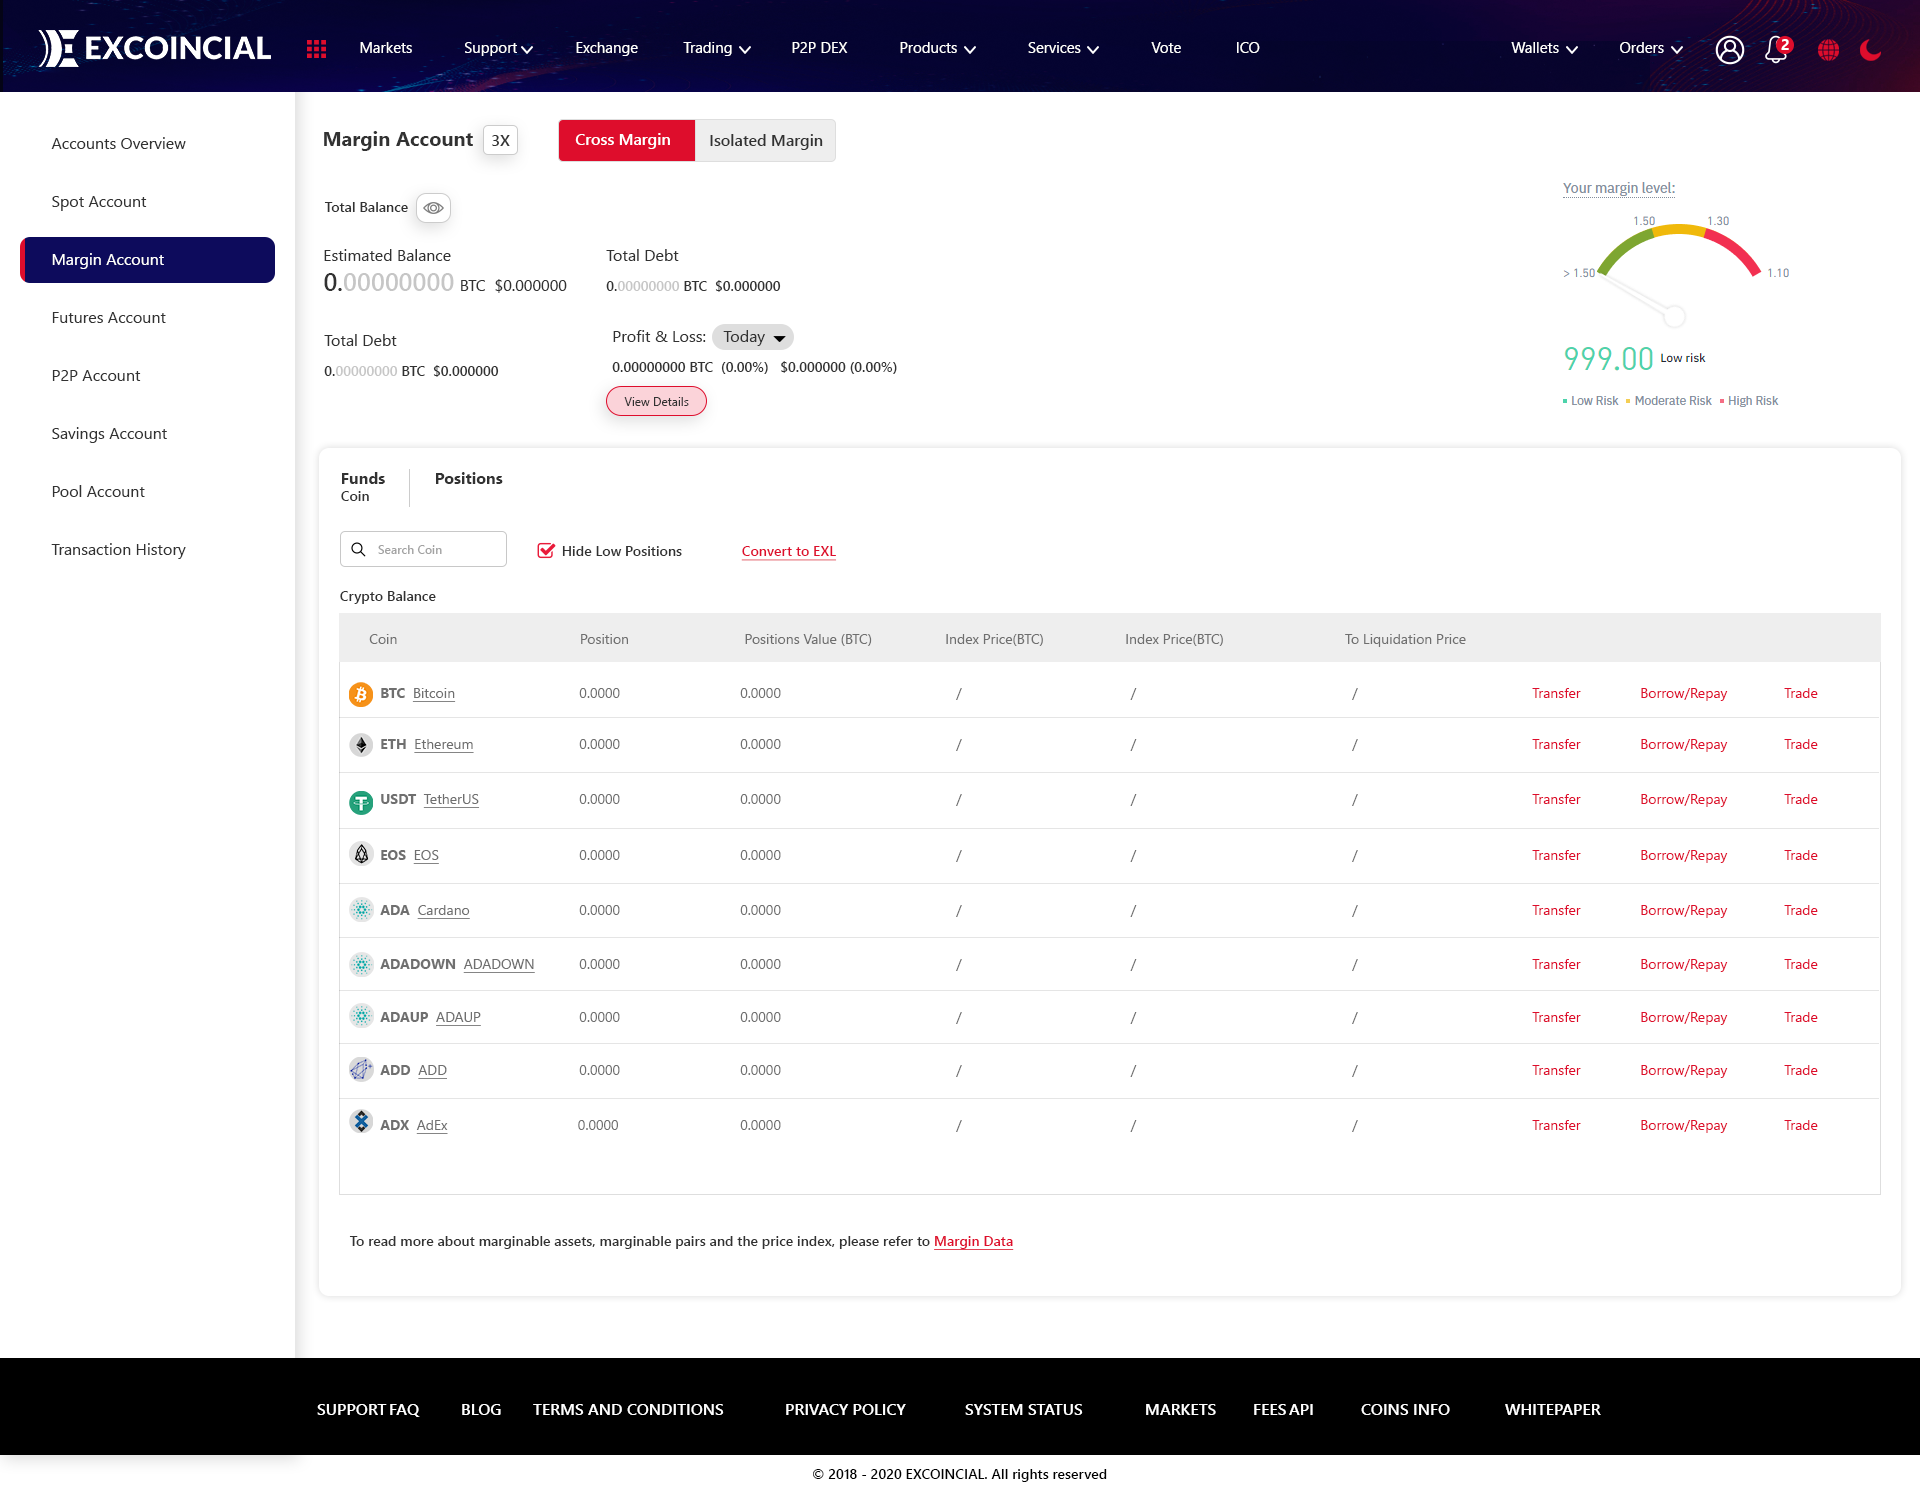 EXCOINCIAL Markets Support Exchange Trading P2P DEX Products Services Vote ICO Wallets Orders 2
Accounts Overview
Spot Account
Margin Account
Futures Account
P2P Account
Savings Account
Pool Account
Transaction History
Margin Account 3X Cross Margin Isolated Margin
Total Balance
Estimated Balance
0.00000000 BTC $0.000000
Total Debt
0.00000000 BTC $0.000000
Total Debt
0.00000000 BTC $0.000000
Profit & Loss: Today
0.00000000 BTC (0.00%) $0.000000 (0.00%)
View Details
Your margin level:
1.50 1.30
> 1.50 1.10
999.00 Low risk
Low Risk Moderate Risk High Risk
Funds Positions
Coin
Search Coin Hide Low Positions Convert to EXL
Crypto Balance
Coin Position Positions Value (BTC) Index Price(BTC) Index Price(BTC) To Liquidation Price
BTC Bitcoin 0.0000 0.0000 / / / Transfer Borrow/Repay Trade
ETH Ethereum 0.0000 0.0000 / / / Transfer Borrow/Repay Trade
USDT TetherUS 0.0000 0.0000 / / / Transfer Borrow/Repay Trade
EOS EOS 0.0000 0.0000 / / / Transfer Borrow/Repay Trade
ADA Cardano 0.0000 0.0000 / / / Transfer Borrow/Repay Trade
ADADOWN ADADOWN 0.0000 0.0000 / / / Transfer Borrow/Repay Trade
ADAUP ADAUP 0.0000 0.0000 / / / Transfer Borrow/Repay Trade
ADD ADD 0.0000 0.0000 / / / Transfer Borrow/Repay Trade
ADX AdEx 0.0000 0.0000 / / / Transfer Borrow/Repay Trade
To read more about marginable assets, marginable pairs and the price index, please refer to Margin Data
SUPPORT FAQ BLOG TERMS AND CONDITIONS PRIVACY POLICY SYSTEM STATUS MARKETS FEES API COINS INFO WHITEPAPER
© 2018 - 2020 EXCOINCIAL. All rights reserved